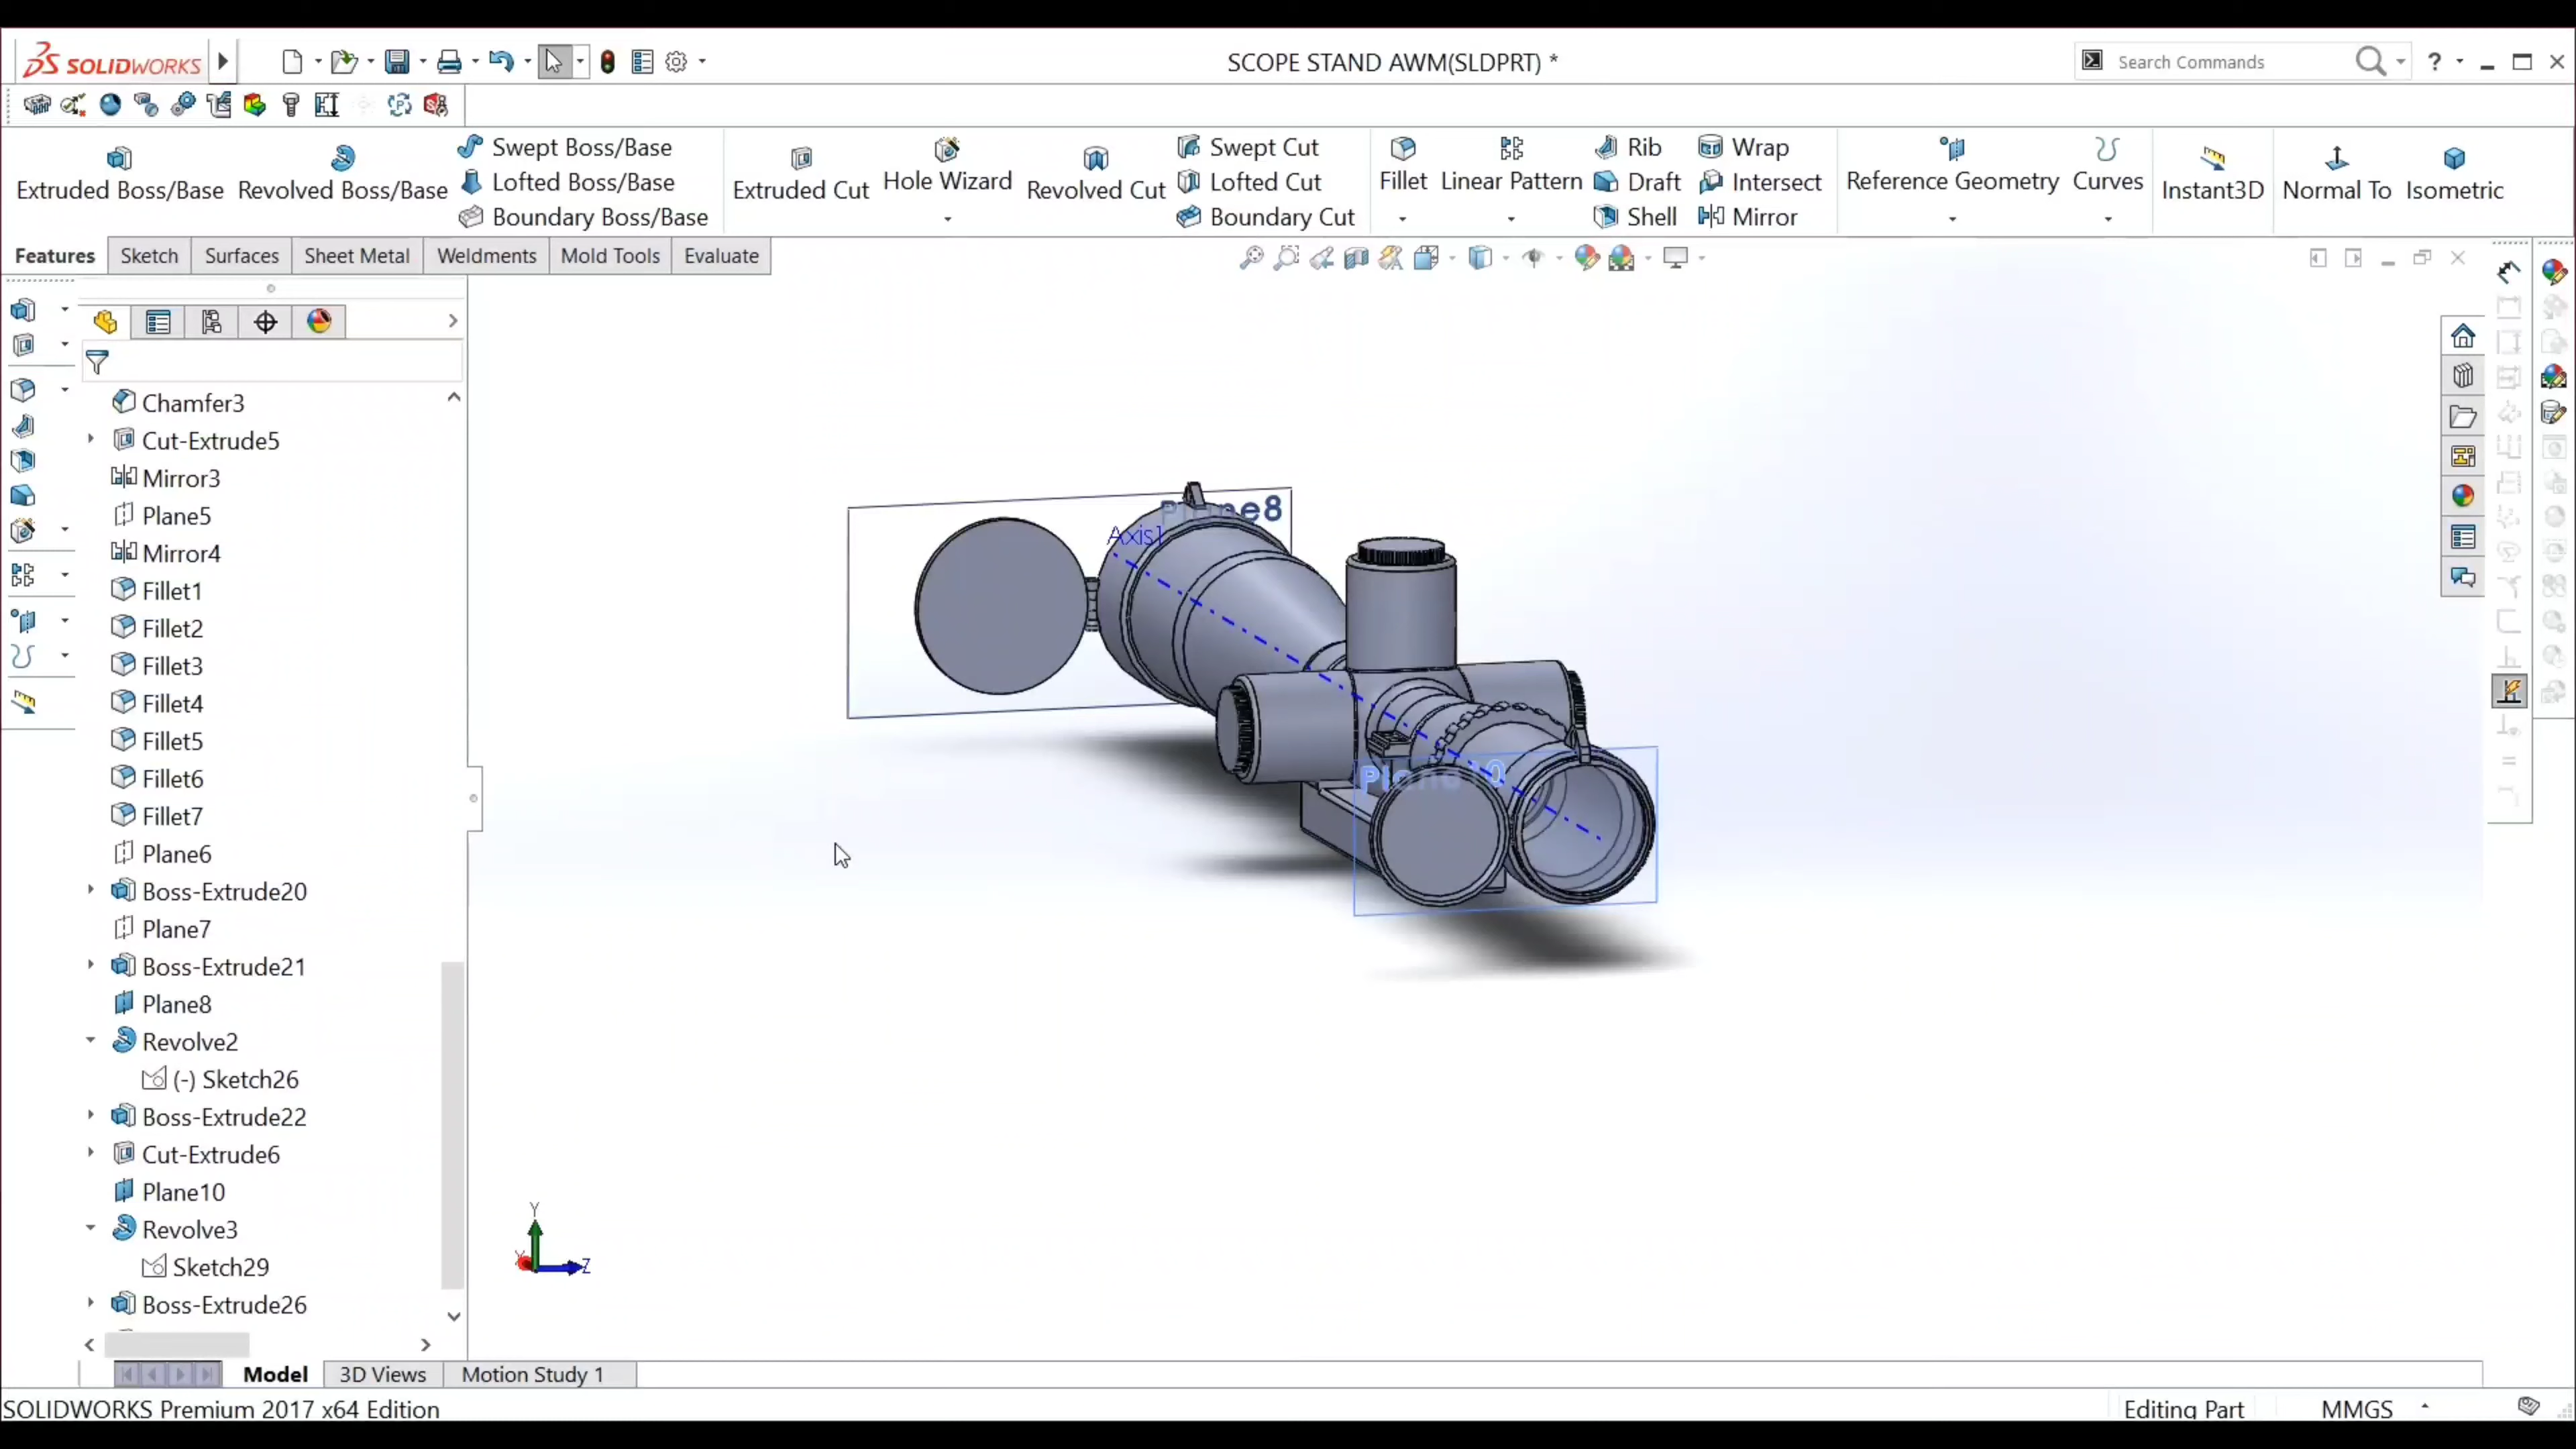 SOLIDWORKS
SCOPE STAND AWM(SLDPRT) *
Search Commands
?
Extruded Boss/Base
Revolved Boss/Base
Swept Boss/Base
Lofted Boss/Base
Boundary Boss/Base
Extruded Cut
Hole Wizard
Revolved Cut
Swept Cut
Lofted Cut
Boundary Cut
Fillet
Linear Pattern
Rib
Draft
Shell
Wrap
Intersect
Mirror
Reference Geometry
Curves
Instant3D
Normal To
Isometric
Features
Sketch
Surfaces
Sheet Metal
Weldments
Mold Tools
Evaluate
Chamfer3
Cut-Extrude5
Mirror3
Plane5
Mirror4
Fillet1
Fillet2
Fillet3
Fillet4
Fillet5
Fillet6
Fillet7
Plane6
Boss-Extrude20
Plane7
Boss-Extrude21
Plane8
Revolve2
(-) Sketch26
Boss-Extrude22
Cut-Extrude6
Plane10
Revolve3
Sketch29
Boss-Extrude26
Plane8
Axis1
Plane10
Y
Z
Model
3D Views
Motion Study 1
SOLIDWORKS Premium 2017 x64 Edition
Editing Part
MMGS